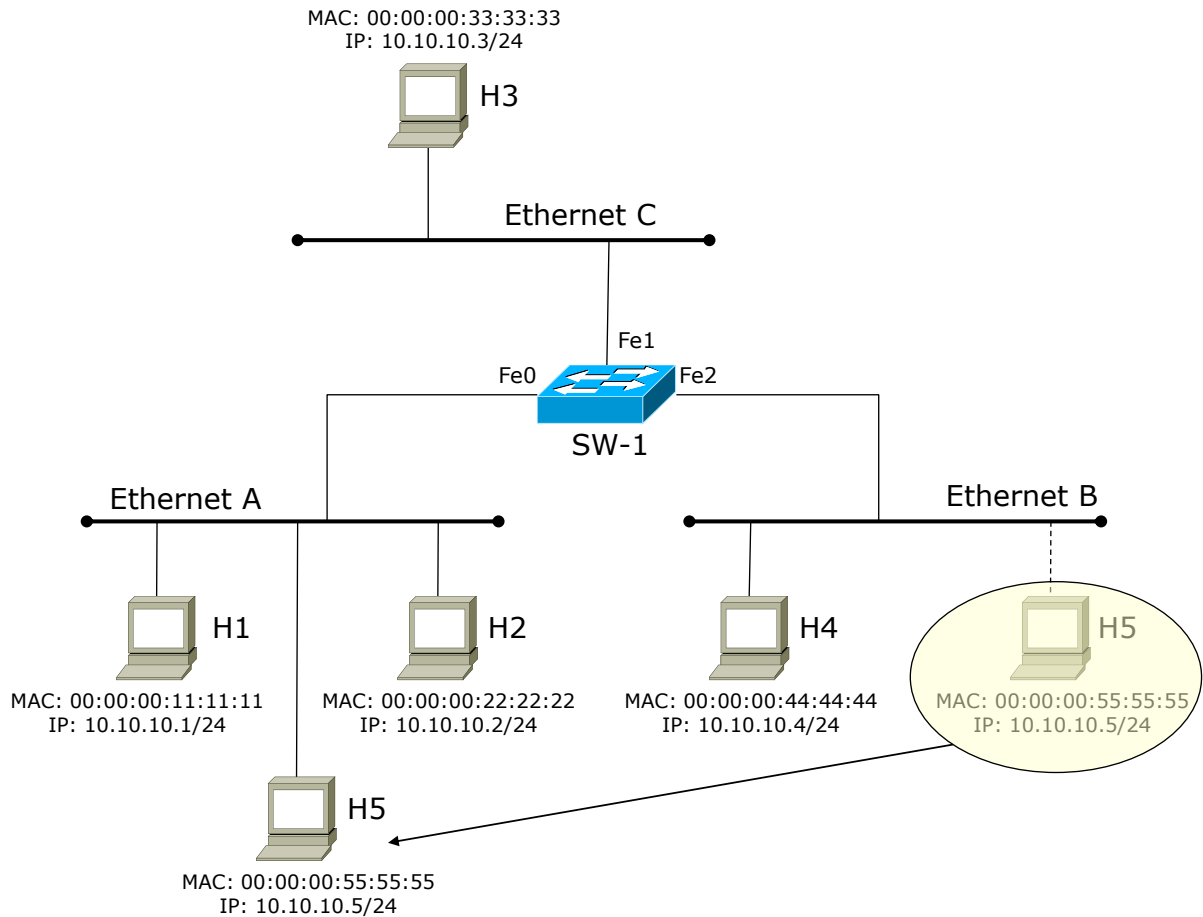 MAC: 00:00:00:33:33:33
IP: 10.10.10.3/24
H3
Ethernet C
Fe1
Fe0
Fe2
SW-1
Ethernet A
Ethernet B
H1
H2
H4
H5
MAC: 00:00:00:11:11:11
IP: 10.10.10.1/24
MAC: 00:00:00:22:22:22
IP: 10.10.10.2/24
MAC: 00:00:00:44:44:44
IP: 10.10.10.4/24
MAC: 00:00:00:55:55:55
IP: 10.10.10.5/24
H5
MAC: 00:00:00:55:55:55
IP: 10.10.10.5/24